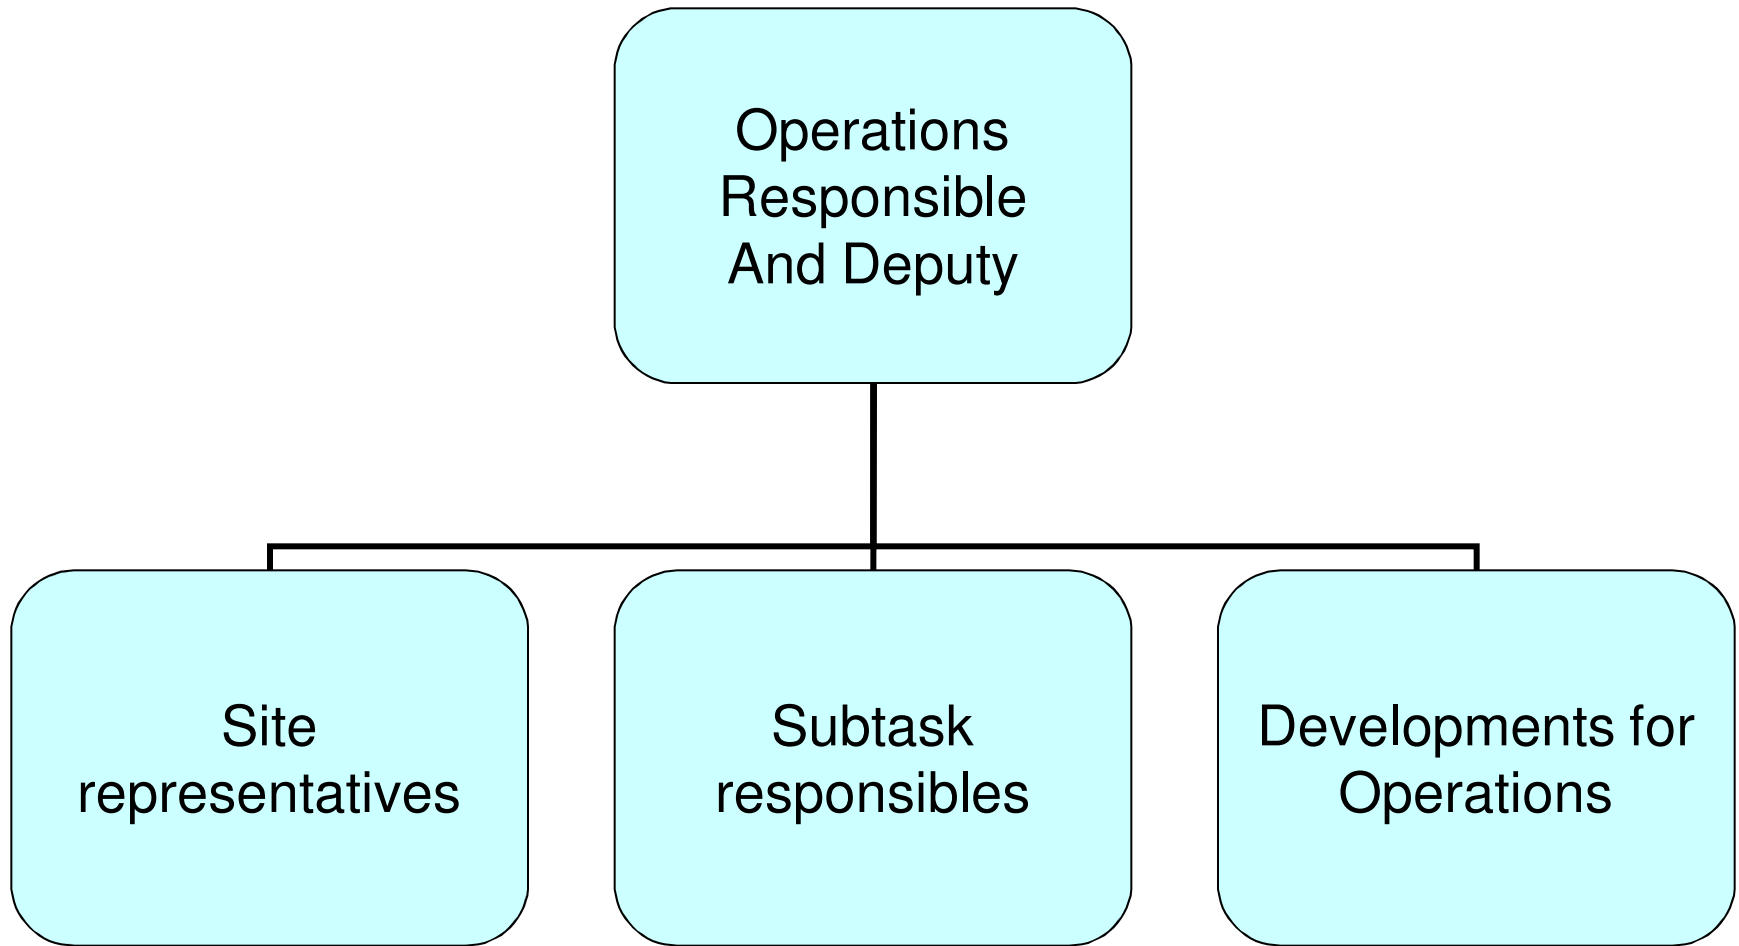 Operations
Responsible
And Deputy
Site
representatives
Subtask
responsibles
Developments for
Operations